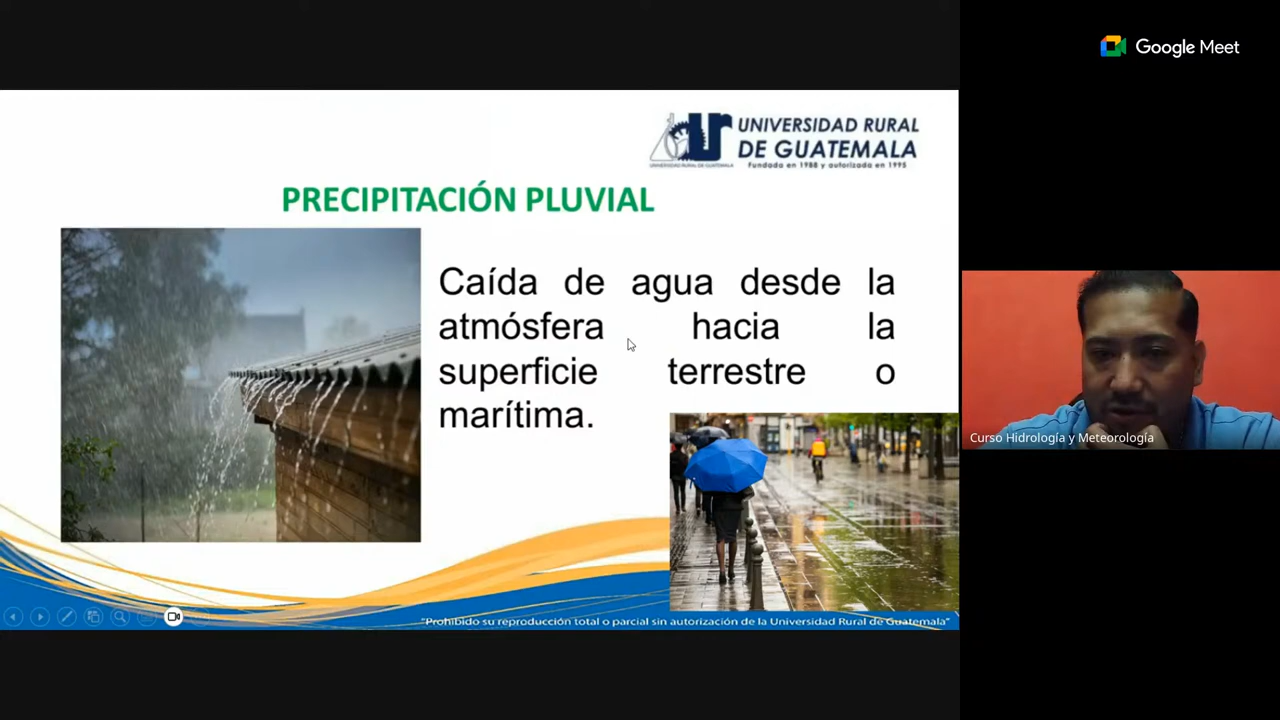 Google Meet
UNIVERSIDAD RURAL
DE GUATEMALA
Fundada en 1988 y autorizada en 1995
PRECIPITACIÓN PLUVIAL
Caída de agua desde la
atmósfera hacia la
superficie terrestre o
marítima.
Curso Hidrología y Meteorología
"Prohibido su reproducción total o parcial sin autorización de la Universidad Rural de Guatemala"